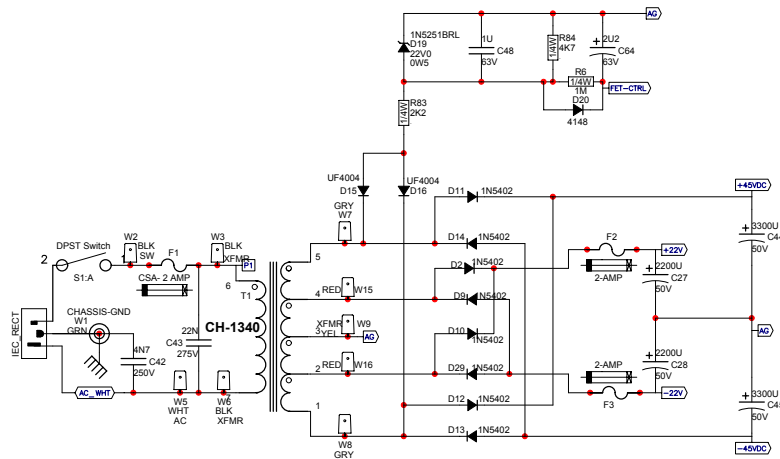 AG
1N5251BRL
D19
22V0
0W5
1U
C48
63V
R84
4K7
1/4W
2U2
C64
63V
R6
1/4W
1M
D20
4148
FET-CTRL
R83
2K2
1/4W
UF4004
D15
UF4004
D16
D11
1N5402
+45VDC
GRY
W7
DPST Switch
2
1
S1:A
W2
BLK
SW
F1
CSA- 2 AMP
W3
BLK
XFMR
P1
6
T1
5
D14
1N5402
D2
1N5402
F2
2-AMP
+22V
3300U
C44
50V
2200U
C27
50V
IEC_RECT
CHASSIS-GND
W1
GRN
4N7
C42
250V
22N
C43
275V
CH-1340
4
RED
W15
D9
1N5402
XFMR
YEL
W9
3
AG
D10
1N5402
AG
2
RED
W16
D29
1N5402
2-AMP
F3
2200U
C28
50V
-22V
AC_WHT
W5
WHT
AC
W6
BLK
XFMR
7
1
D12
1N5402
D13
1N5402
W8
GRY
3300U
C45
50V
-45VDC